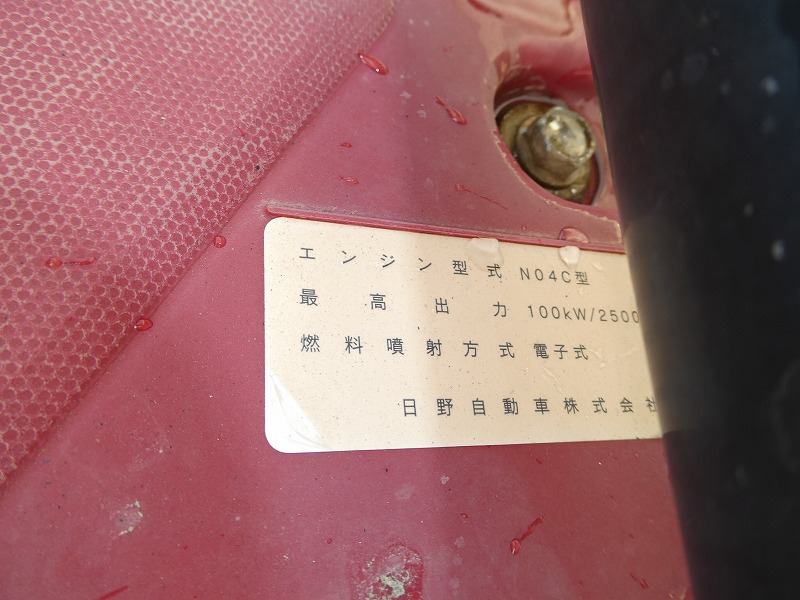 エンジン型式 N04C型
最高出力 100kW/2500
燃料噴射方式 電子式
日野自動車株式会社